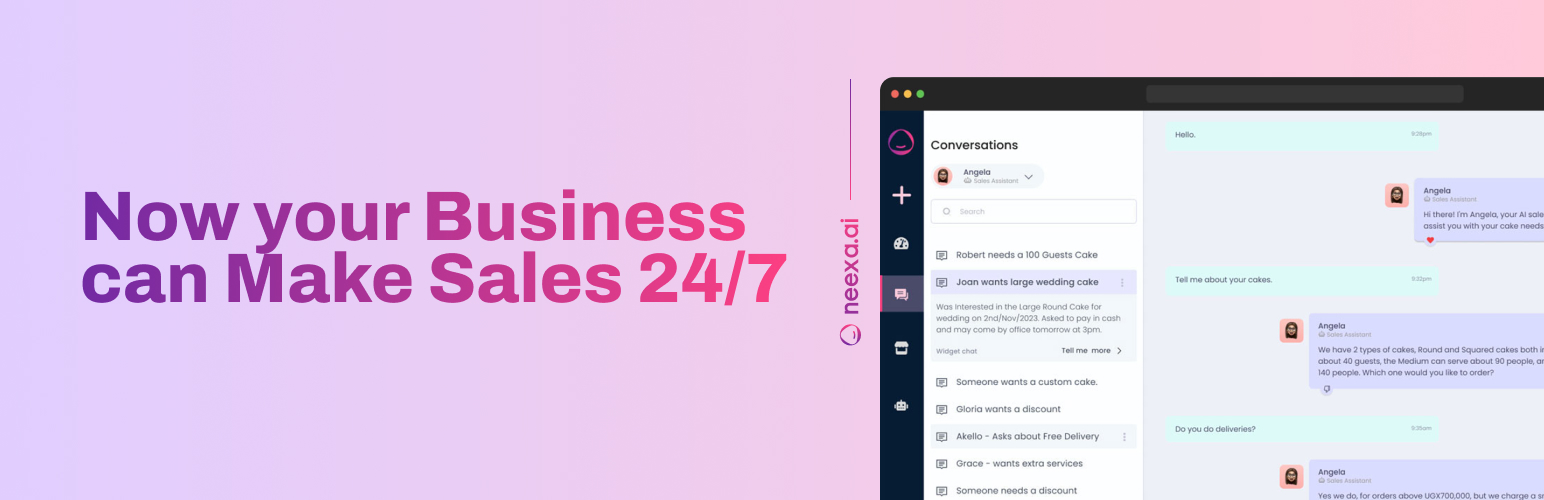 Now your Business
can Make Sales 24/7
neexa.ai
Conversations
Angela
Sales Assistant
Search
Robert needs a 100 Guests Cake
Joan wants large wedding cake
Was Interested in the Large Round Cake for
wedding on 2nd/Nov/2023. Asked to pay in cash
and may come by office tomorrow at 3pm.
Widget chat
Tell me more
Someone wants a custom cake.
Gloria wants a discount
Akello - Asks about Free Delivery
Grace - wants extra services
Someone needs a discount
Hello.
9:28pm
Angela
Sales Assistant
Hi there! I'm Angela, your AI sale
assist you with your cake needs
Tell me about your cakes.
9:32pm
Angela
Sales Assistant
We have 2 types of cakes, Round and Squared cakes both in
about 40 guests, the Medium can serve about 90 people, an
140 people. Which one would you like to order?
Do you do deliveries?
9:35pm
Angela
Sales Assistant
Yes we do, for orders above UGX700,000, but we charge a sm